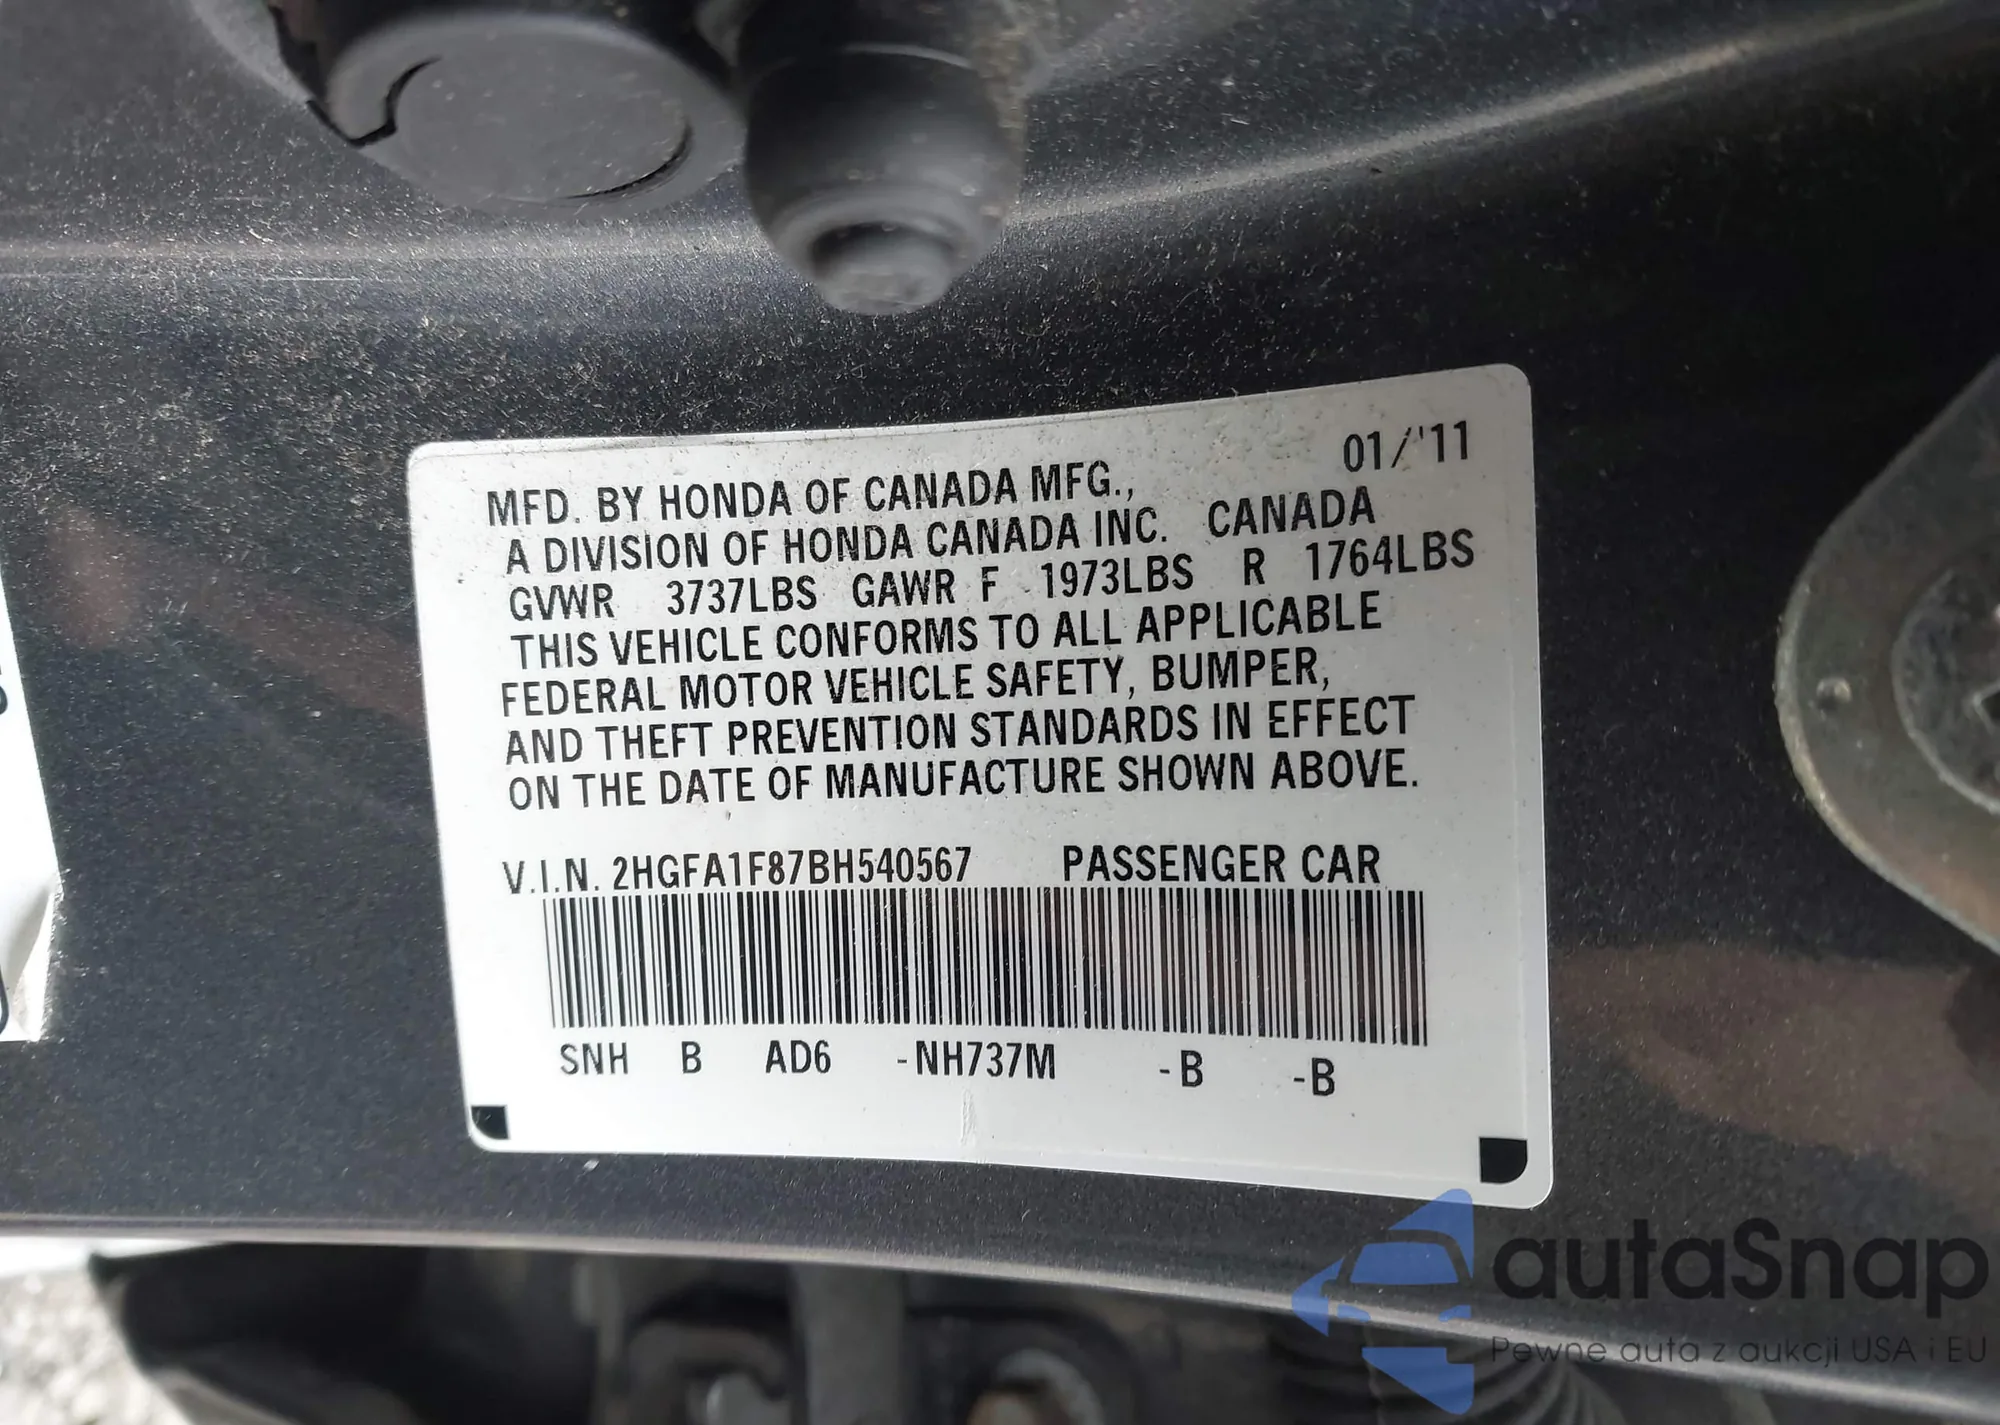 01/'11
MFD. BY HONDA OF CANADA MFG.,
A DIVISION OF HONDA CANADA INC. CANADA
GVWR 3737LBS GAWR F 1973LBS R 1764LBS
THIS VEHICLE CONFORMS TO ALL APPLICABLE
FEDERAL MOTOR VEHICLE SAFETY, BUMPER,
AND THEFT PREVENTION STANDARDS IN EFFECT
ON THE DATE OF MANUFACTURE SHOWN ABOVE.
V.I.N. 2HGFA1F87BH540567 PASSENGER CAR
SNH B AD6 -NH737M -B -B
autaSnap
Pewne auta z aukcji USA i EU